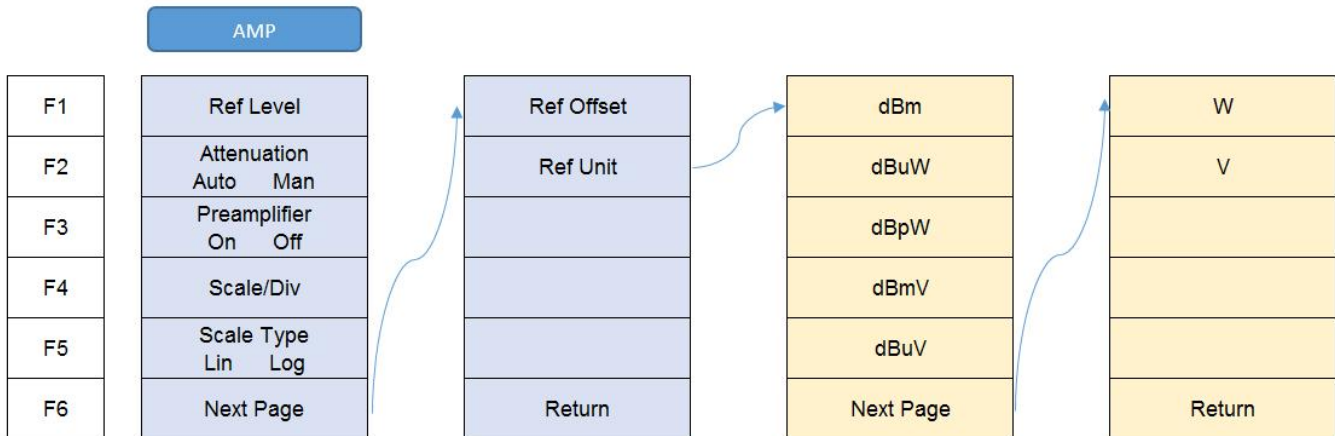 AMP
F1
Ref Level
Ref Offset
dBm
W
F2
Attenuation
Auto Man
Ref Unit
dBuW
V
F3
Preamplifier
On Off
dBpW
F4
Scale/Div
dBmV
F5
Scale Type
Lin Log
dBuV
F6
Next Page
Return
Next Page
Return